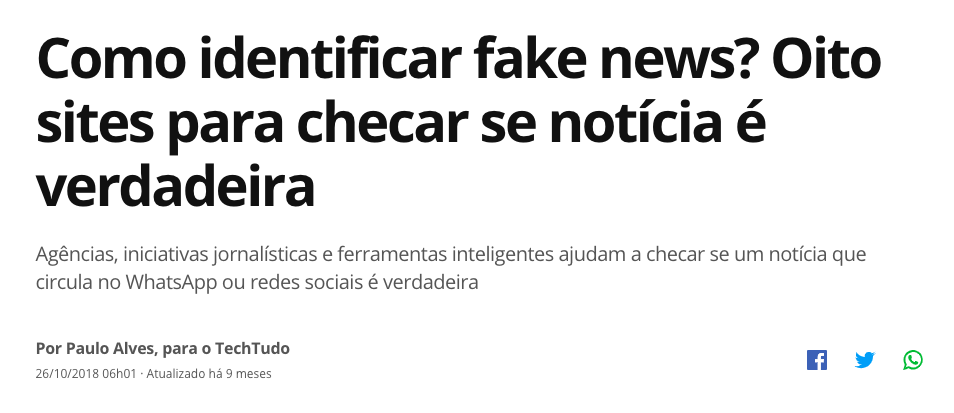 Como identificar fake news? Oito
sites para checar se notícia é
verdadeira
Agências, iniciativas jornalísticas e ferramentas inteligentes ajudam a checar se um notícia que
circula no WhatsApp ou redes sociais é verdadeira
Por Paulo Alves, para o TechTudo
26/10/2018 06h01 · Atualizado há 9 meses